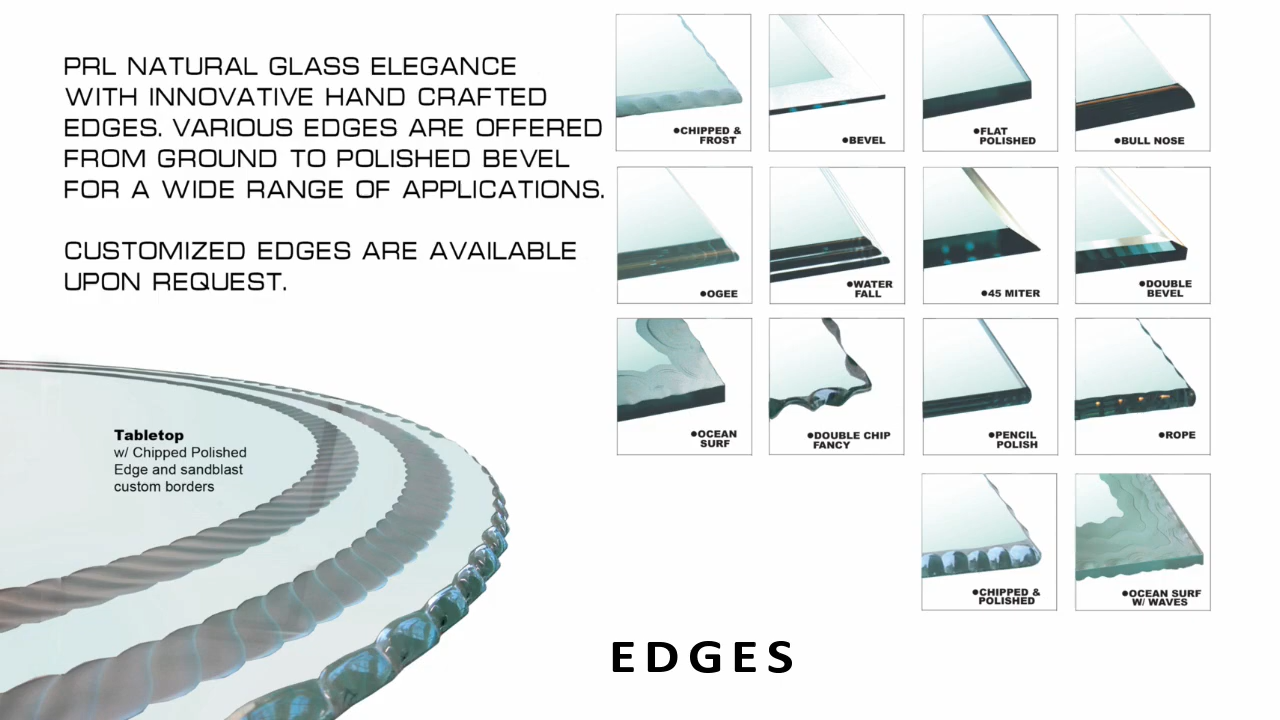 PRL NATURAL GLASS ELEGANCE
WITH INNOVATIVE HAND CRAFTED
EDGES. VARIOUS EDGES ARE OFFERED
FROM GROUND TO POLISHED BEVEL
FOR A WIDE RANGE OF APPLICATIONS.
CUSTOMIZED EDGES ARE AVAILABLE
UPON REQUEST.
●CHIPPED &
FROST
●BEVEL
●FLAT
POLISHED
●BULL NOSE
●OGEE
●WATER
FALL
●45 MITER
●DOUBLE
BEVEL
●OCEAN
SURF
●DOUBLE CHIP
FANCY
●PENCIL
POLISH
●ROPE
●CHIPPED &
POLISHED
●OCEAN SURF
W/ WAVES
Tabletop
w/ Chipped Polished
Edge and sandblast
custom borders
EDGES